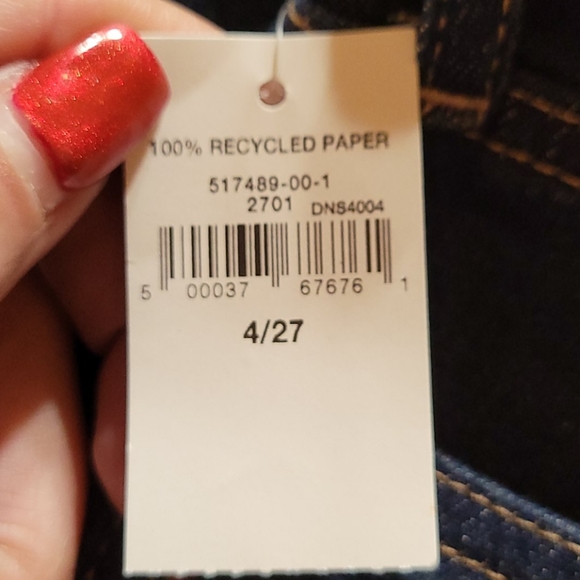 100% RECYCLED PAPER
517489-00-1
2701 DNS4004
5 00037 67676 1
4/27